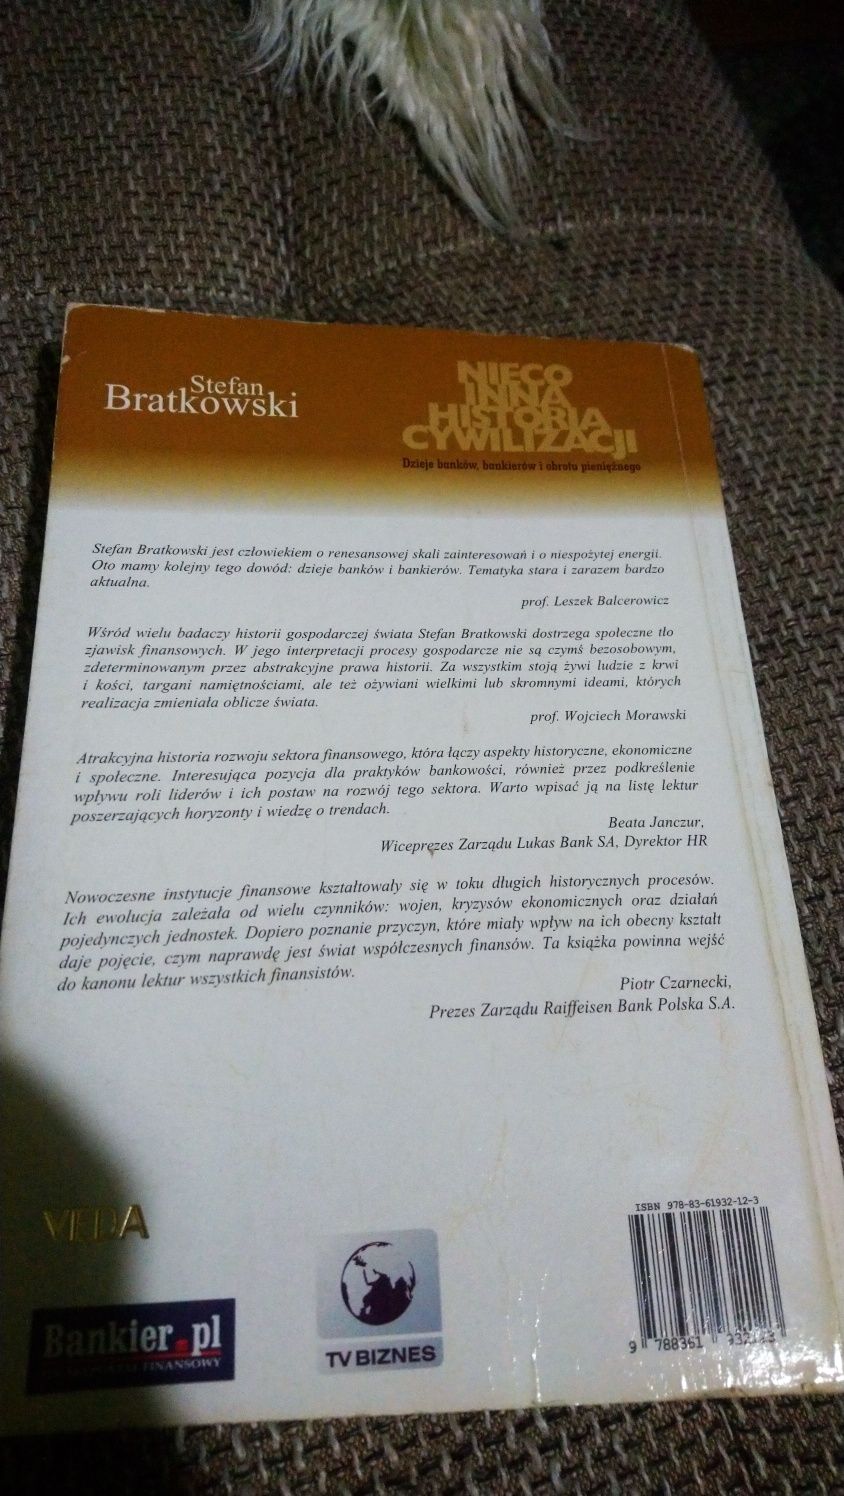 Stefan
Bratkowski
NIECO
INNA
HISTORIA
CYWILIZACJI
Dzieje banków, bankierów i obrotu pieniężnego
Stefan Bratkowski jest człowiekiem o renesansowej skali zainteresowań i o niespożytej energii.
Oto mamy kolejny tego dowód: dzieje banków i bankierów. Tematyka stara i zarazem bardzo
aktualna.
prof. Leszek Balcerowicz
Wśród wielu badaczy historii gospodarczej świata Stefan Bratkowski dostrzega społeczne tło
zjawisk finansowych. W jego interpretacji procesy gospodarcze nie są czymś bezosobowym,
zdeterminowanym przez abstrakcyjne prawa historii. Za wszystkim stoją żywi ludzie z krwi
i kości, targani namiętnościami, ale też ożywiani wielkimi lub skromnymi ideami, których
realizacja zmieniała oblicze świata.
prof. Wojciech Morawski
Atrakcyjna historia rozwoju sektora finansowego, która łączy aspekty historyczne, ekonomiczne
i społeczne. Interesująca pozycja dla praktyków bankowości, również przez podkreślenie
wpływu roli liderów i ich postaw na rozwój tego sektora. Warto wpisać ją na listę lektur
poszerzających horyzonty i wiedzę o trendach.
Beata Janczur,
Wiceprezes Zarządu Lukas Bank SA, Dyrektor HR
Nowoczesne instytucje finansowe kształtowały się w toku długich historycznych procesów.
Ich ewolucja zależała od wielu czynników: wojen, kryzysów ekonomicznych oraz działań
pojedynczych jednostek. Dopiero poznanie przyczyn, które miały wpływ na ich obecny kształt
daje pojęcie, czym naprawdę jest świat współczesnych finansów. Ta książka powinna wejść
do kanonu lektur wszystkich finansistów.
Piotr Czarnecki,
Prezes Zarządu Raiffeisen Bank Polska S.A.
VEDA
Bankier.pl
FINANSOWY
TV BIZNES
ISBN 978-83-61932-12-3
9 788361